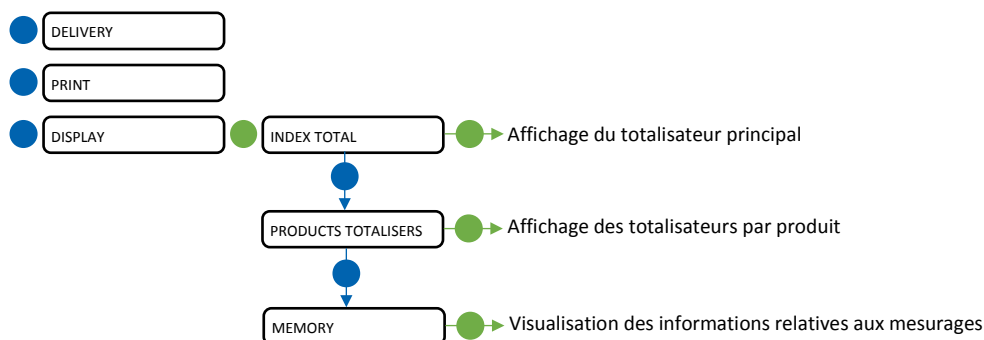 DELIVERY
PRINT
DISPLAY
INDEX TOTAL
Affichage du totalisateur principal
PRODUCTS TOTALISERS
Affichage des totalisateurs par produit
MEMORY
Visualisation des informations relatives aux mesurages